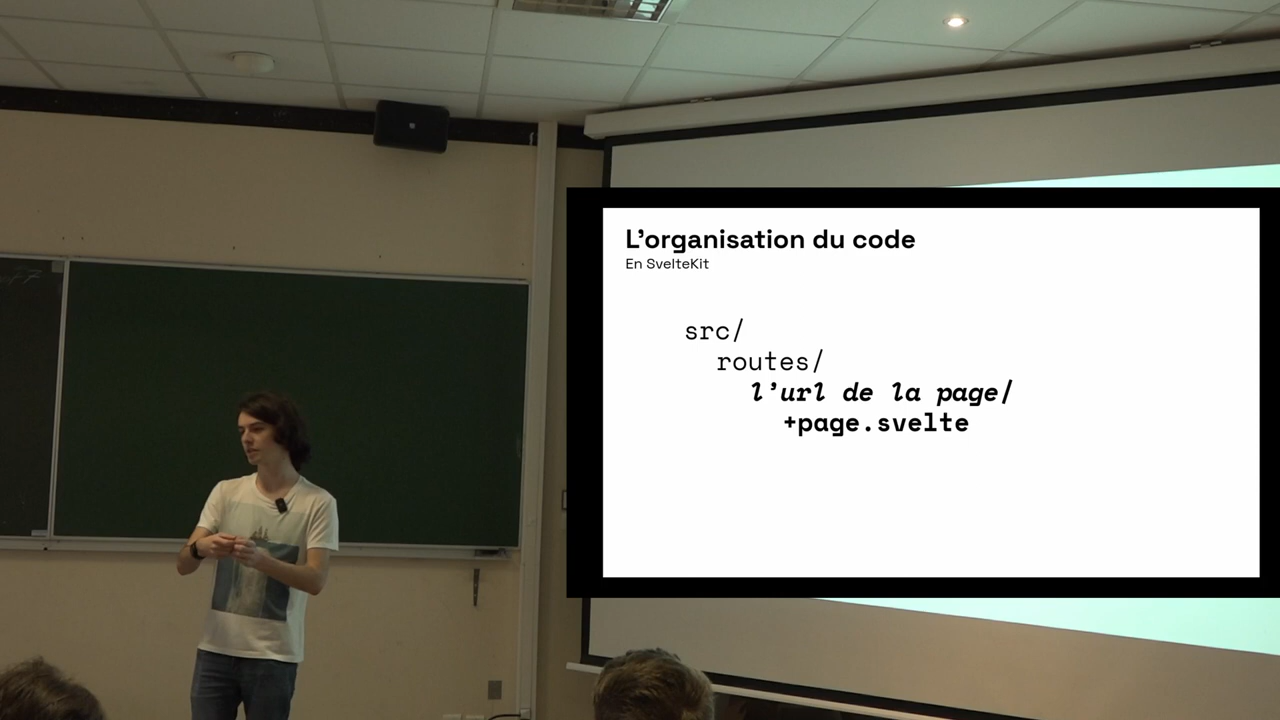 L'organisation du code
En SvelteKit
src/
routes/
l'url de la page/
+page.svelte